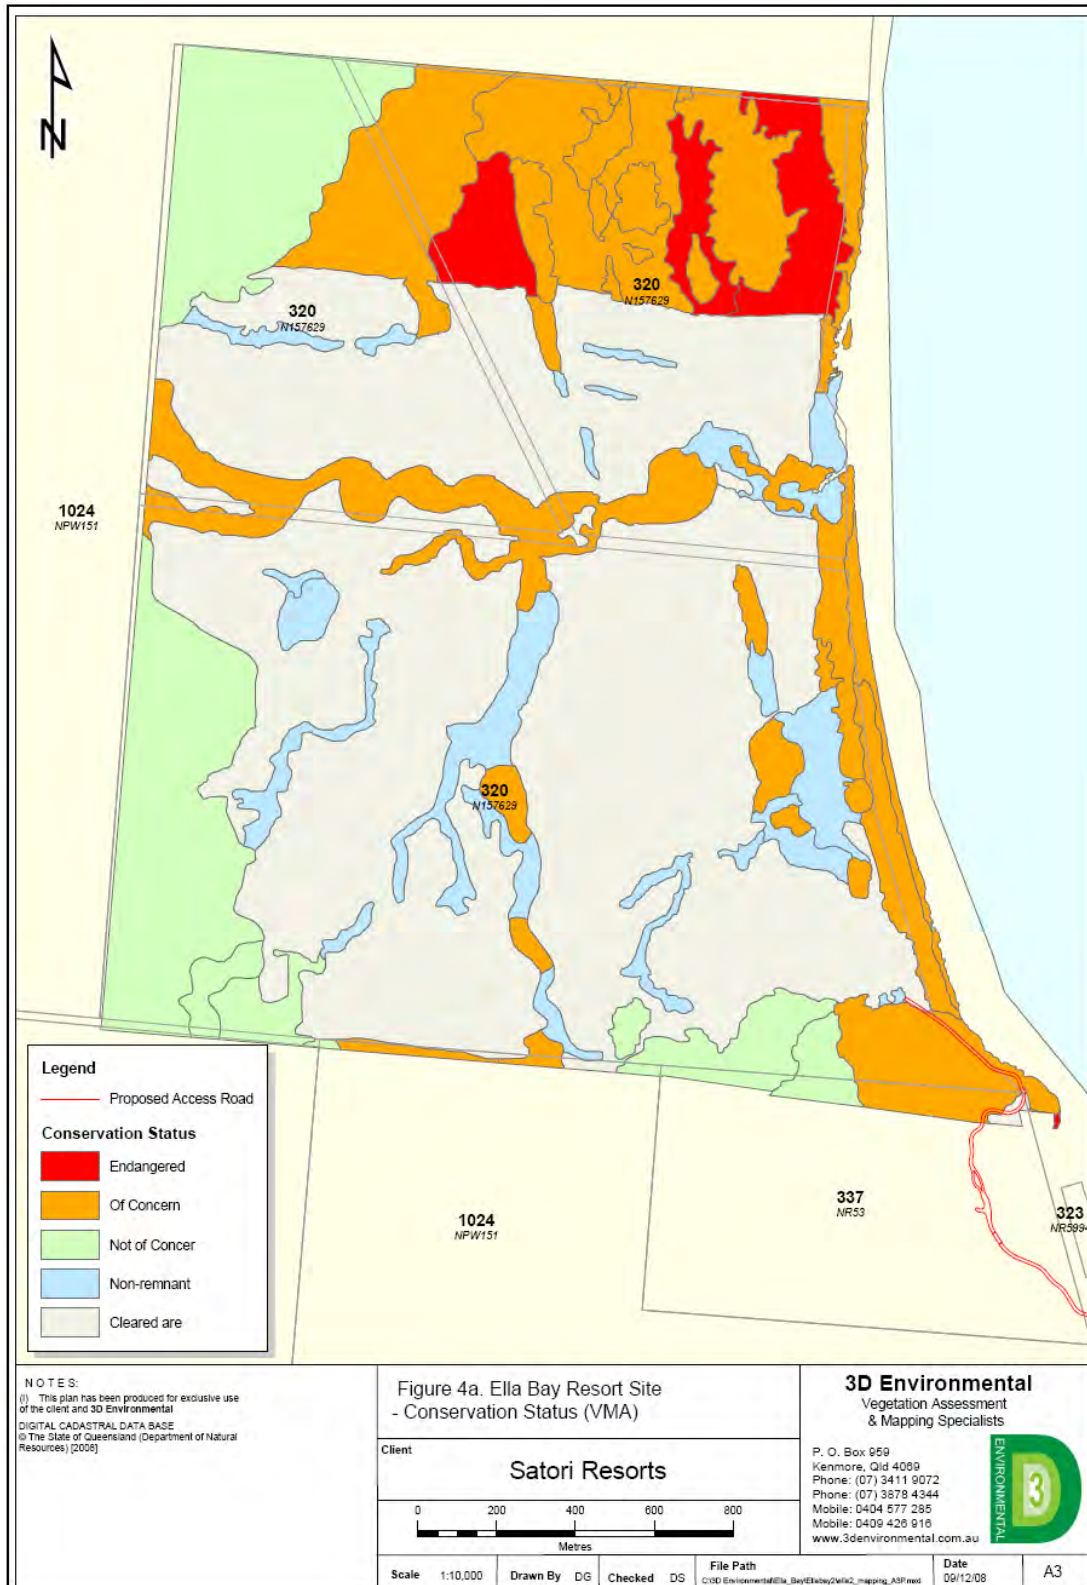 N
320
N157629
320
N157629
1024
NPW151
320
N157629
Legend
Proposed Access Road
Conservation Status
Endangered
Of Concern
Not of Concer
Non-remnant
Cleared are
1024
NPW151
337
NR53
323
NR5994
NOTES:
(i) This plan has been produced for exclusive use
of the client and 3D Environmental
DIGITAL CADASTRAL DATA BASE
© The State of Queensland (Department of Natural
Resources) [2008]
Figure 4a. Ella Bay Resort Site
- Conservation Status (VMA)
Client
Satori Resorts
0 200 400 600 800
Metres
Scale 1:10,000 Drawn By DG Checked DS
File Path
Date
09/12/08
A3
3D Environmental
Vegetation Assessment
& Mapping Specialists
P. O. Box 959
Kenmore, Qld 4069
Phone: (07) 3411 9072
Phone: (07) 3878 4344
Mobile: 0404 577 285
Mobile: 0409 426 916
www.3denvironmental.com.au
ENVIRONMENTAL
3
D